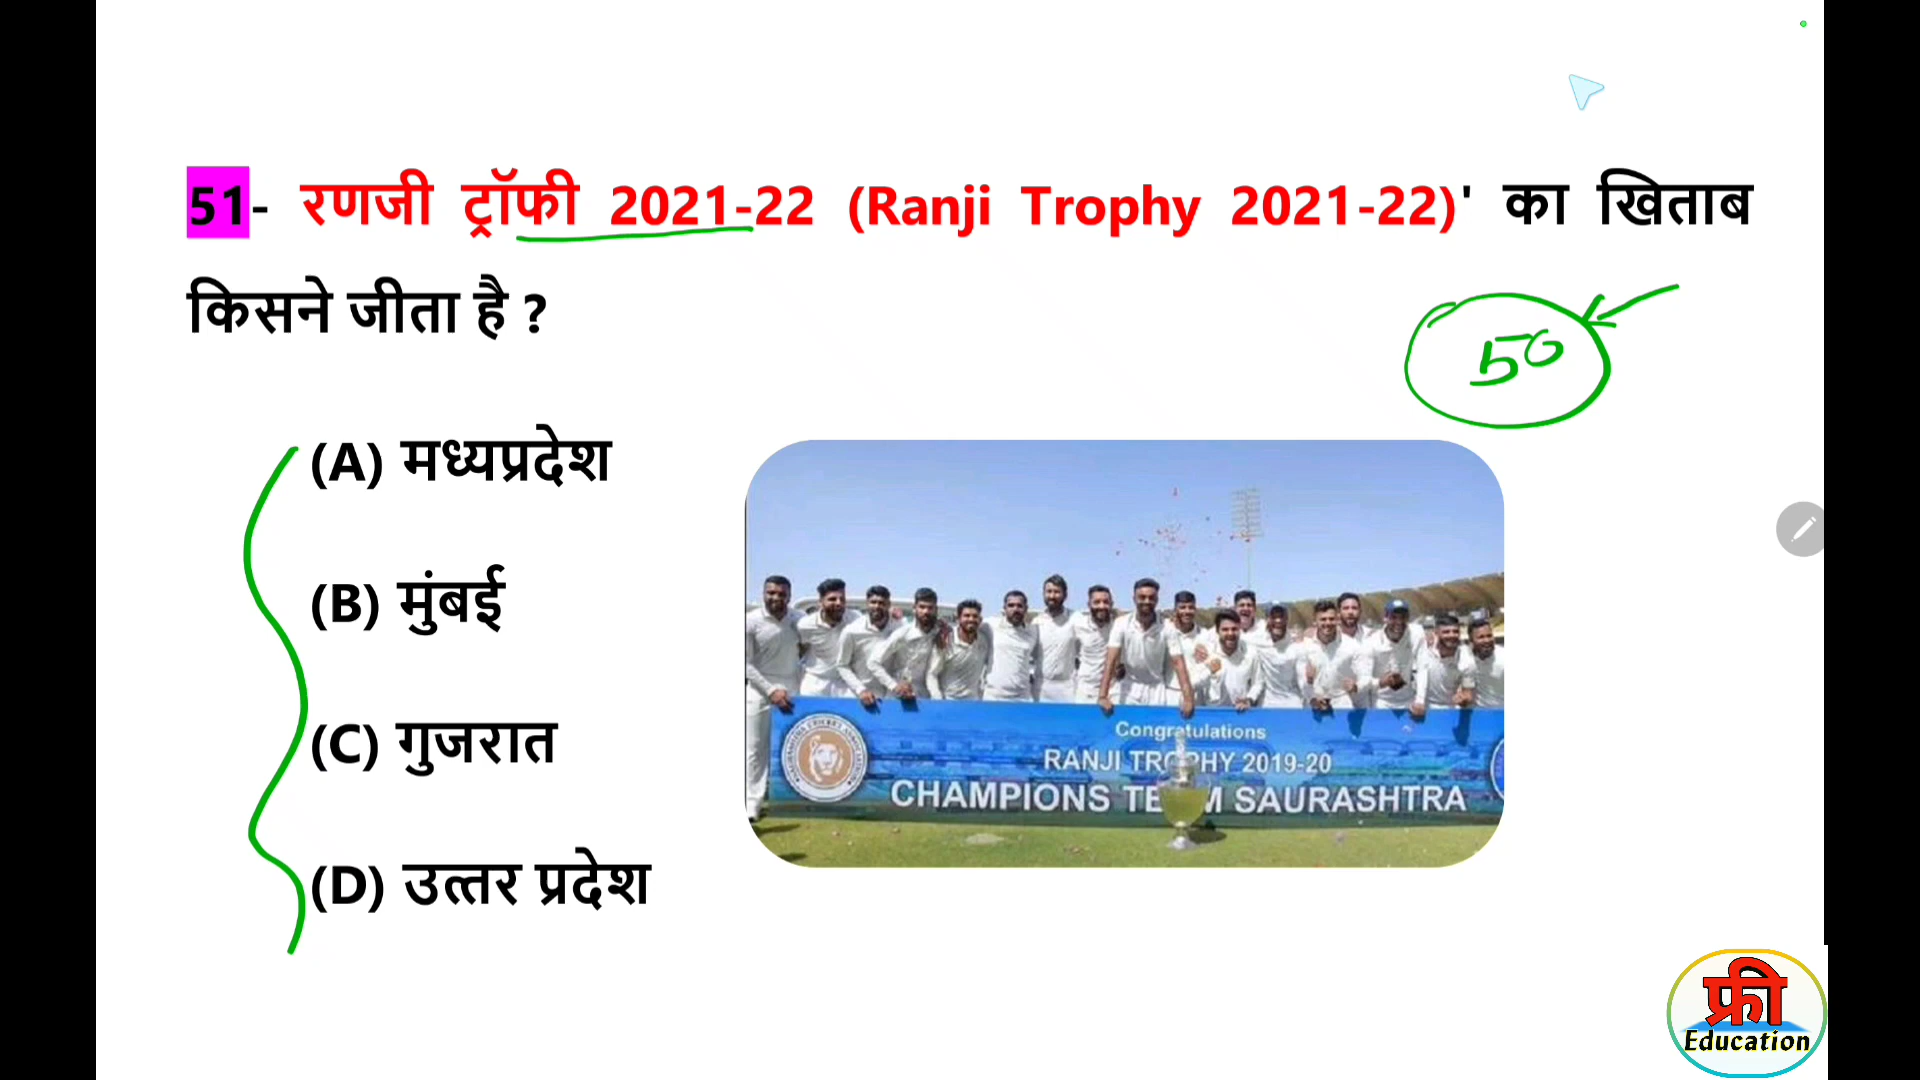 51- रणजी ट्रॉफी 2021-22 (Ranji Trophy 2021-22)' का खिताब
किसने जीता है ?
50
(A) मध्यप्रदेश
(B) मुंबई
(C) गुजरात
(D) उत्तर प्रदेश
Congratulations
RANJI TROPHY 2019-20
CHAMPIONS TEAM SAURASHTRA
फ्री
Education